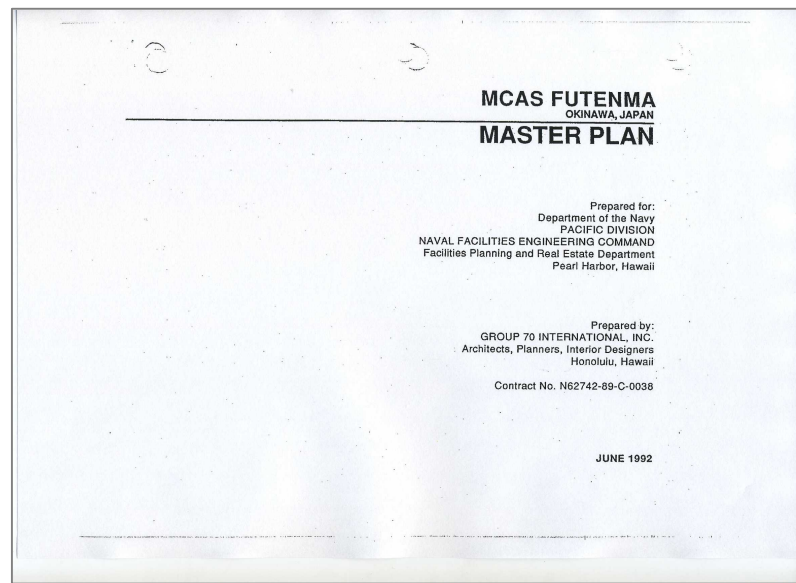 MCAS FUTENMA
OKINAWA, JAPAN
MASTER PLAN
Prepared for:
Department of the Navy
PACIFIC DIVISION
NAVAL FACILITIES ENGINEERING COMMAND
Facilities Planning and Real Estate Department
Pearl Harbor, Hawaii
Prepared by:
GROUP 70 INTERNATIONAL, INC.
Architects, Planners, Interior Designers
Honolulu, Hawaii
Contract No. N62742-89-C-0038
JUNE 1992